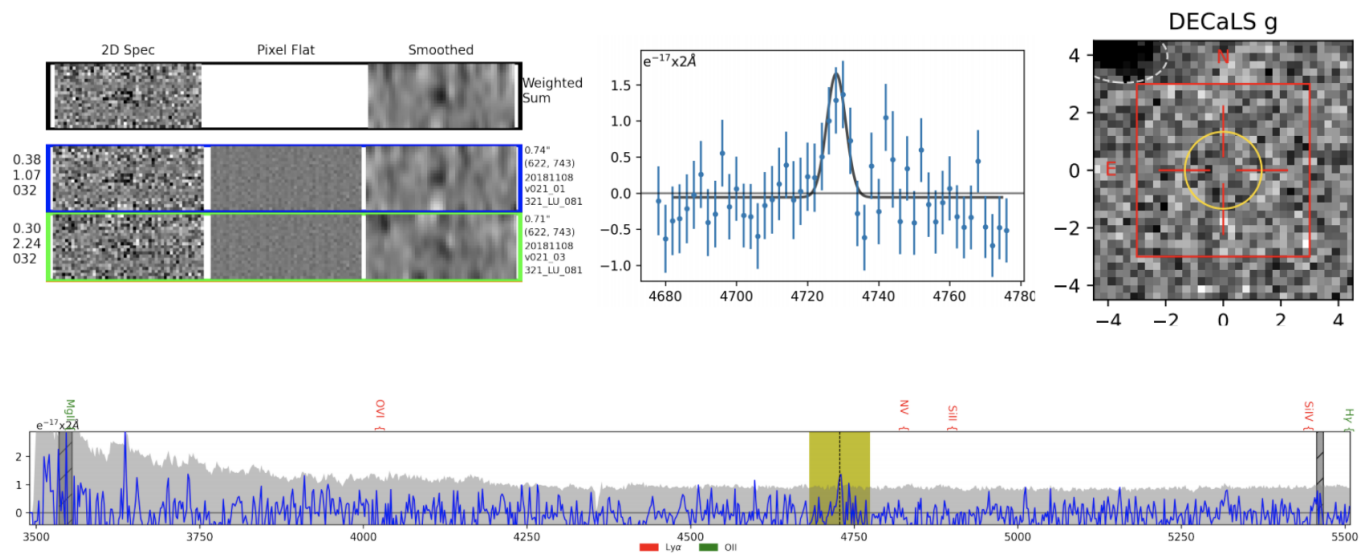 2D Spec Pixel Flat Smoothed
Weighted
Sum
0.38
1.07
032
0.74"
(622, 743)
20181108
v021_01
321_LU_081
0.30
2.24
032
0.71"
(622, 743)
20181108
v021_03
321_LU_081
e⁻¹⁷x2Å
1.5
1.0
0.5
0.0
−0.5
−1.0
4680 4700 4720 4740 4760 4780
DECaLS g
N
E
4
2
0
−2
−4
−4 −2 0 2 4
MgII OVI { NV { SiII { SiIV { Hγ {
e⁻¹⁷x2Å
2
1
0
3500 3750 4000 4250 4500 4750 5000 5250 5500
Lyα OII